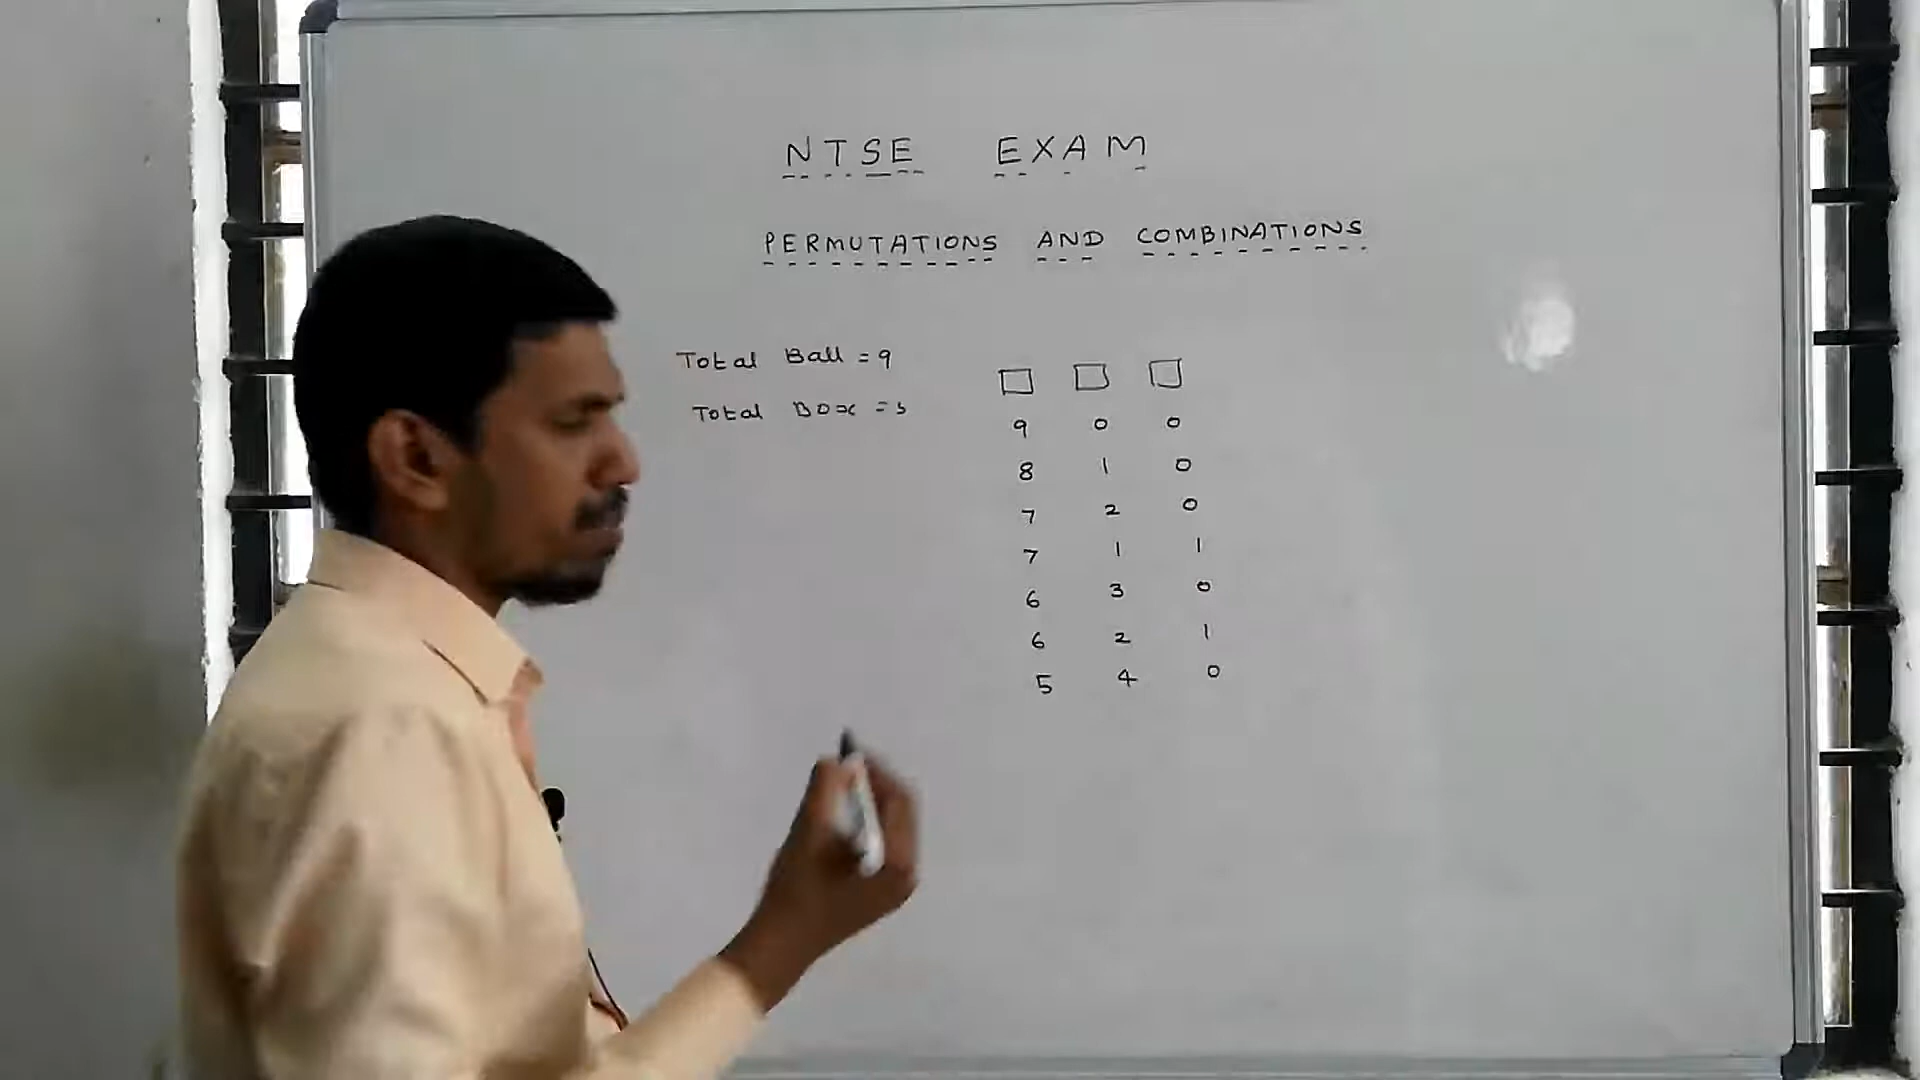 NTSE EXAM
PERMUTATIONS AND COMBINATIONS
Total Ball = 9
Total Box = 3
9 0 0
8 1 0
7 2 0
7 1 1
6 3 0
6 2 1
5 4 0